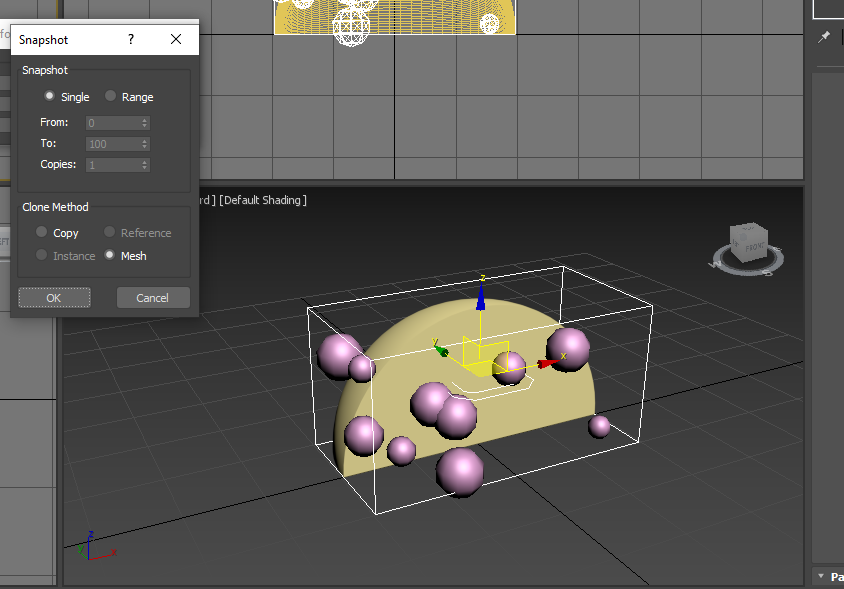 Snapshot ?
Snapshot
Single Range
From: 0
To: 100
Copies: 1
Clone Method
Copy Reference
Instance Mesh
OK Cancel
rd ] [Default Shading ]
FRONT
z
y
x
z
y x
Pa